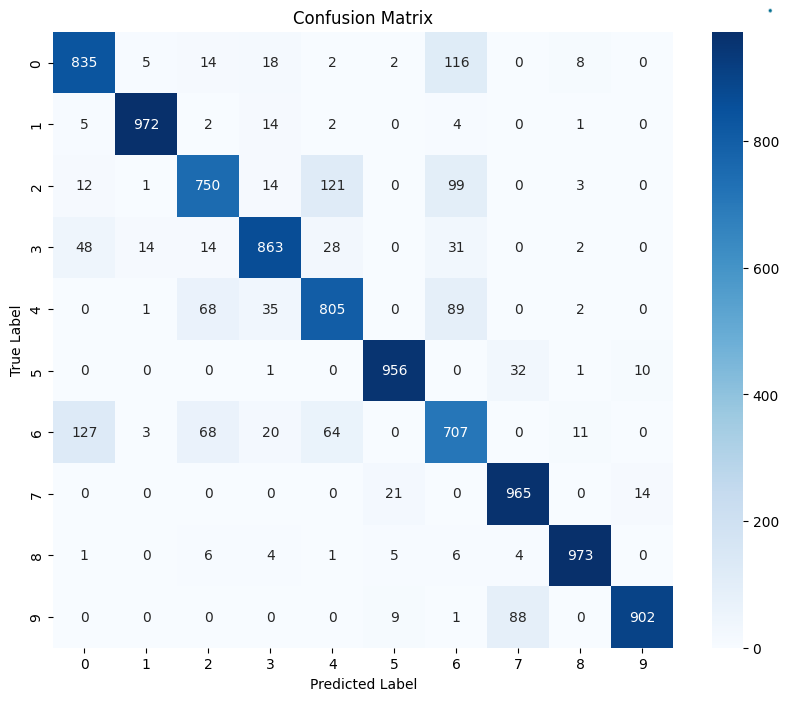 Confusion Matrix
0 835 5 14 18 2 2 116 0 8 0
1 5 972 2 14 2 0 4 0 1 0
2 12 1 750 14 121 0 99 0 3 0
3 48 14 14 863 28 0 31 0 2 0
4 0 1 68 35 805 0 89 0 2 0
5 0 0 0 1 956 0 32 1 10
6 127 3 68 20 64 0 707 0 11 0
7 0 0 0 0 0 21 0 965 0 14
8 1 0 6 4 1 5 6 4 973 0
9 0 0 0 0 0 9 1 88 0 902
0 1 2 3 4 5 6 7 8 9
Predicted Label
True Label
800
600
400
200
0